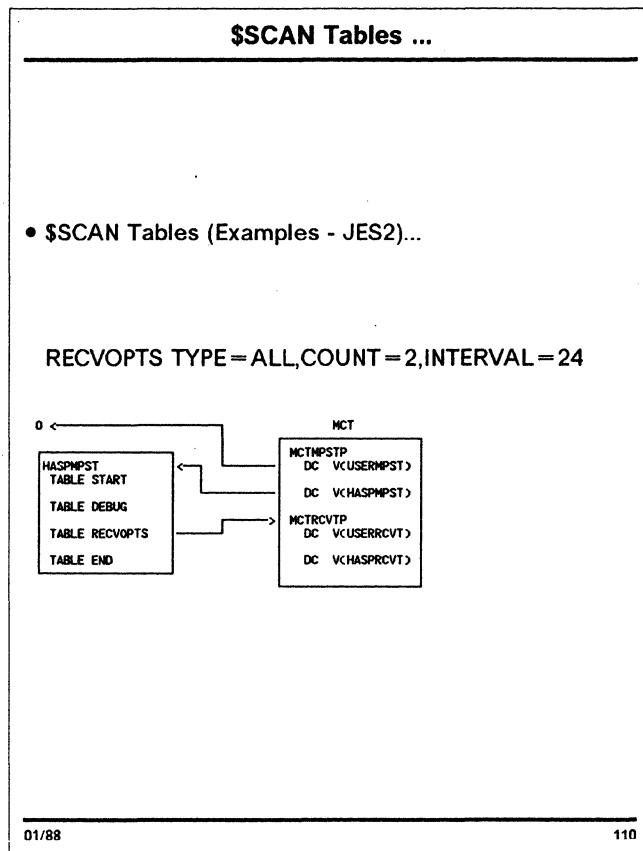 $SCAN Tables ...
• $SCAN Tables (Examples - JES2)...
RECVOPTS TYPE=ALL,COUNT=2,INTERVAL=24
0
MCT
HASPMPST
TABLE START
TABLE DEBUG
TABLE RECVOPTS
TABLE END
MCTMPSTP
DC V(USERMPST)
DC V(HASPMPST)
MCTRCVTP
DC V(USERRCVT)
DC V(HASPRCVT)
01/88
110